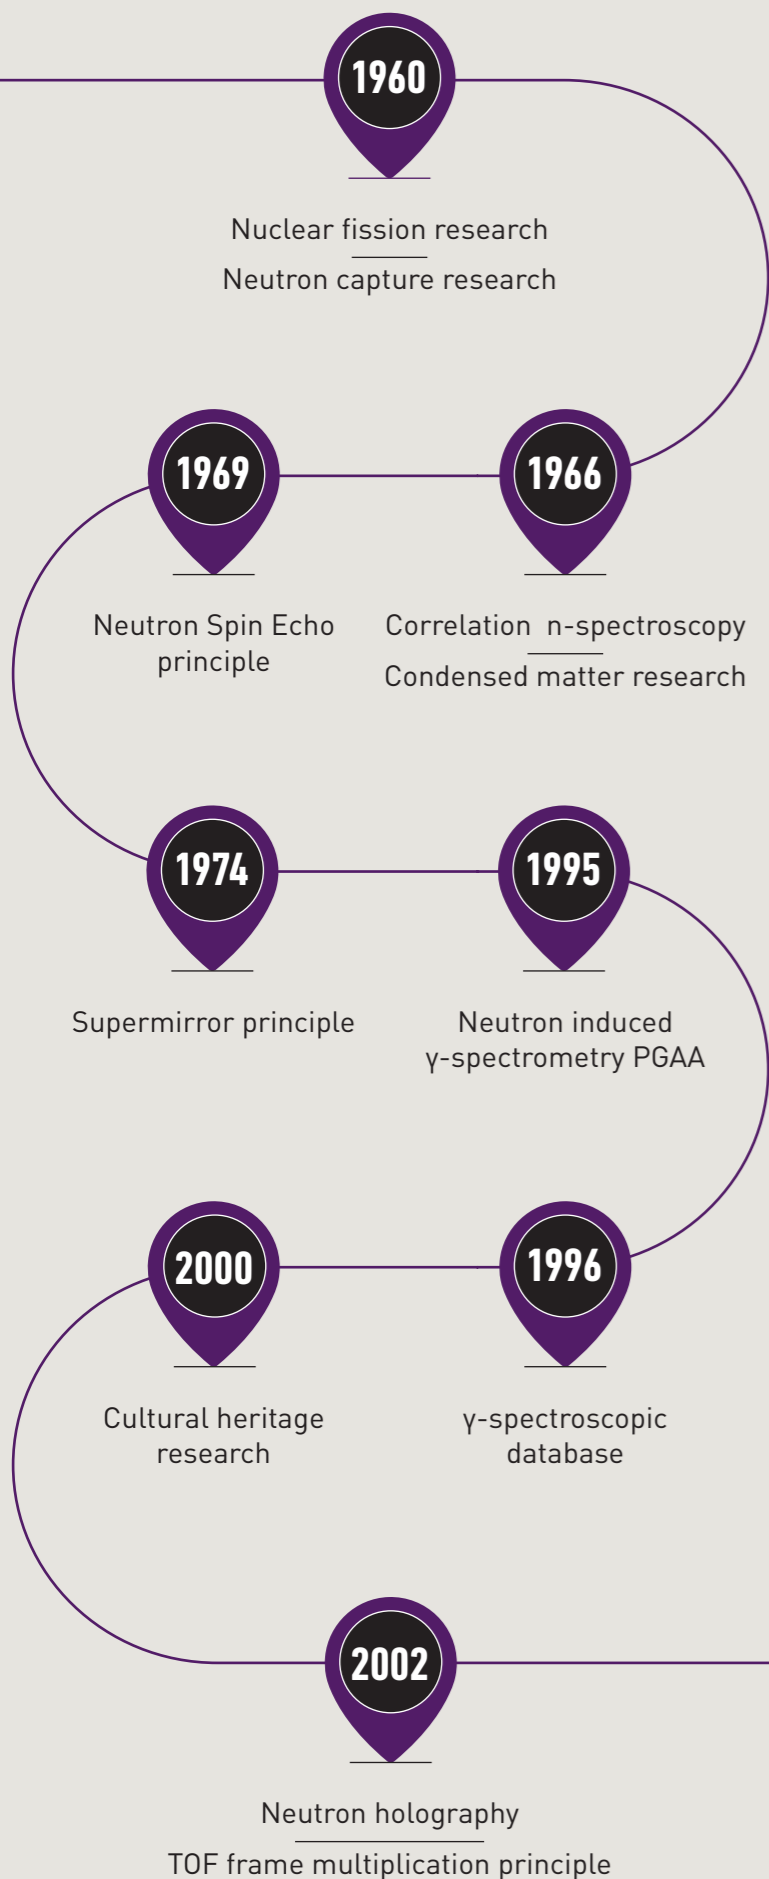 1960
Nuclear fission research
Neutron capture research
1966
Correlation n-spectroscopy
Condensed matter research
1969
Neutron Spin Echo
principle
1974
Supermirror principle
1995
Neutron induced
γ-spectrometry PGAA
1996
γ-spectroscopic
database
2000
Cultural heritage
research
2002
Neutron holography
TOF frame multiplication principle